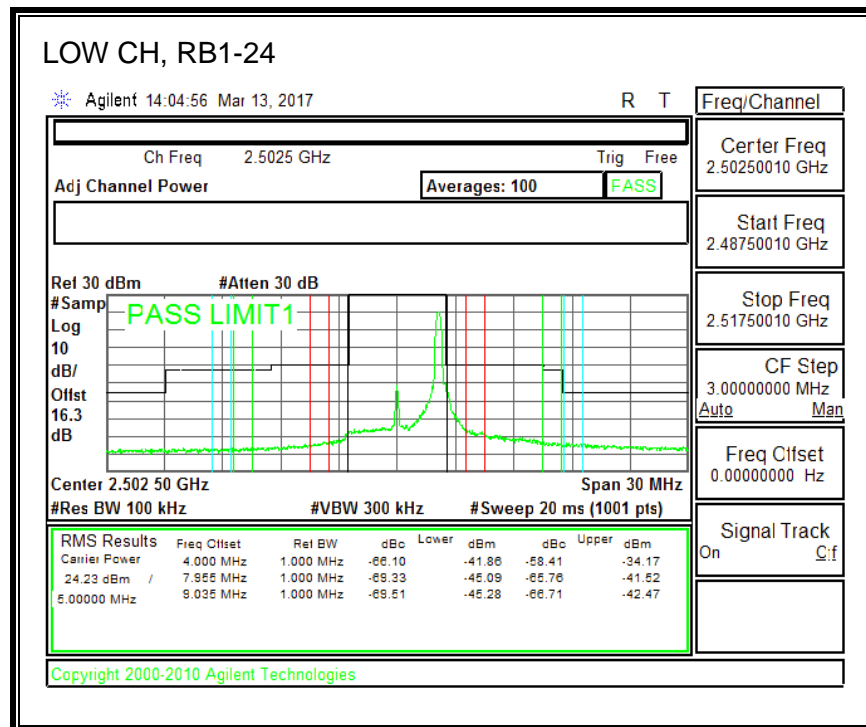 LOW CH, RB1-24
Agilent 14:04:56 Mar 13, 2017 R T
Freq/Channel
Ch Freq 2.5025 GHz Trig Free
Adj Channel Power Averages: 100 PASS
Center Freq
2.50250010 GHz
Start Freq
2.48750010 GHz
Stop Freq
2.51750010 GHz
CF Step
3.00000000 MHz
Auto Man
Freq Offset
0.00000000 Hz
Signal Track
On Off
Ref 30 dBm #Atten 30 dB
#Samp
Log
10
dB/
Offst
16.3
dB
PASS LIMIT1
Center 2.502 50 GHz Span 30 MHz
#Res BW 100 kHz #VBW 300 kHz #Sweep 20 ms (1001 pts)
RMS Results Freq Offset Ref BW dBc Lower dBm dBc Upper dBm
Carrier Power 4.000 MHz 1.000 MHz -66.10 -41.86 -58.41 -34.17
24.23 dBm / 7.955 MHz 1.000 MHz -69.33 -45.09 -65.76 -41.52
5.00000 MHz 9.035 MHz 1.000 MHz -69.51 -45.28 -66.71 -42.47
Copyright 2000-2010 Agilent Technologies